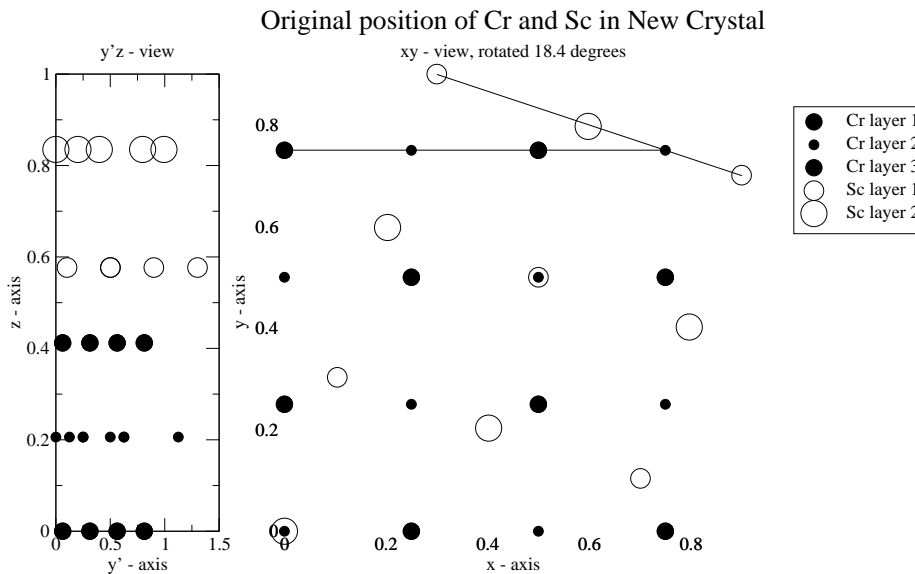 Original position of Cr and Sc in New Crystal
y'z - view
xy - view, rotated 18.4 degrees
1
0.8
0.6
0.4
0.2
0
z - axis
0
0.5
1
1.5
y' - axis
0.8
0.6
0.4
0.2
0
y - axis
0
0.2
0.4
0.6
0.8
x - axis
Cr layer 1
Cr layer 2
Cr layer 3
Sc layer 1
Sc layer 2